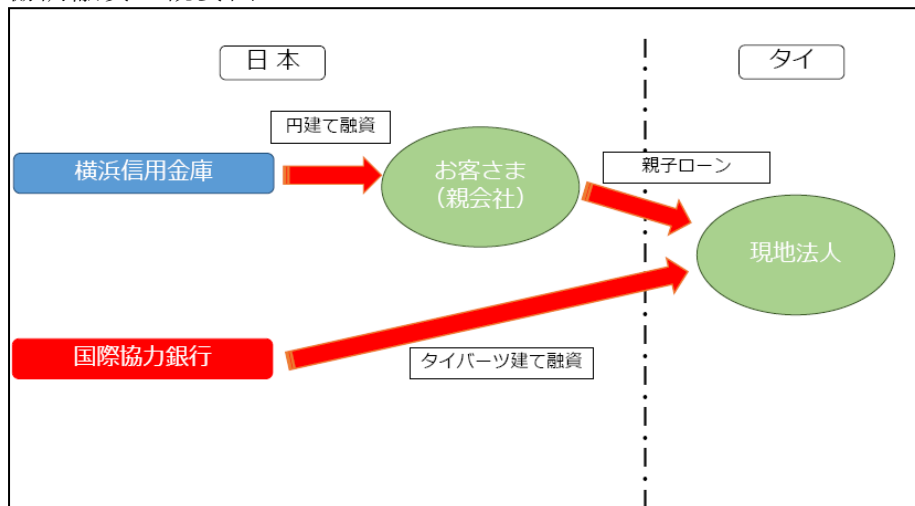 日 本
タイ
円建て融資
横浜信用金庫
お客さま
（親会社）
親子ローン
現地法人
国際協力銀行
タイバーツ建て融資